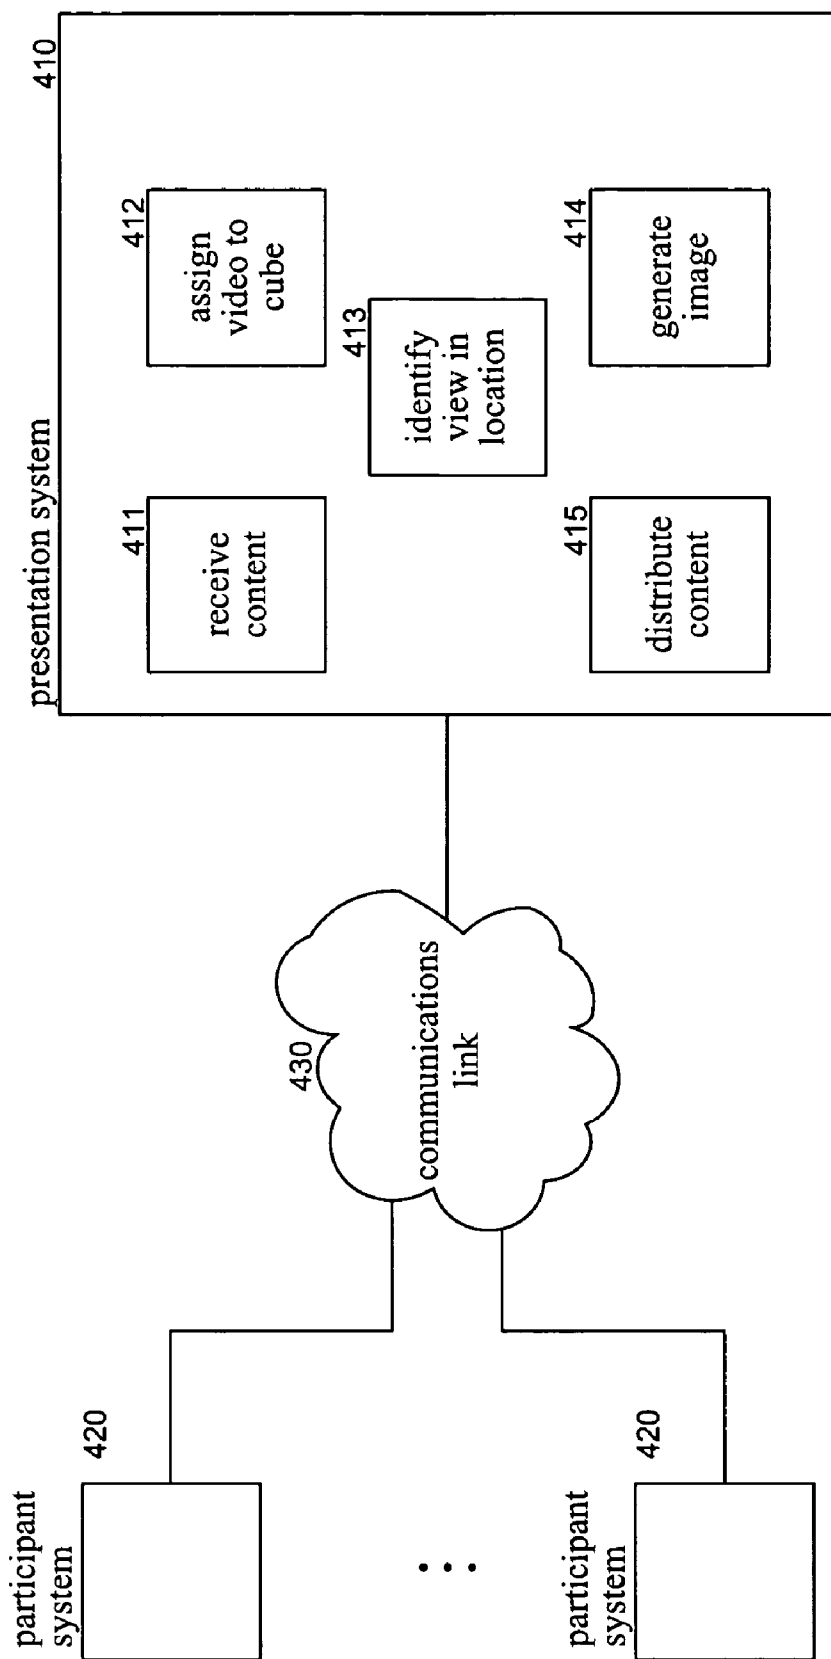 participant
system
420
participant
system
420
430
communications
link
presentation system
410
411
receive
content
412
assign
video to
cube
413
identify
view in
location
415
distribute
content
414
generate
image